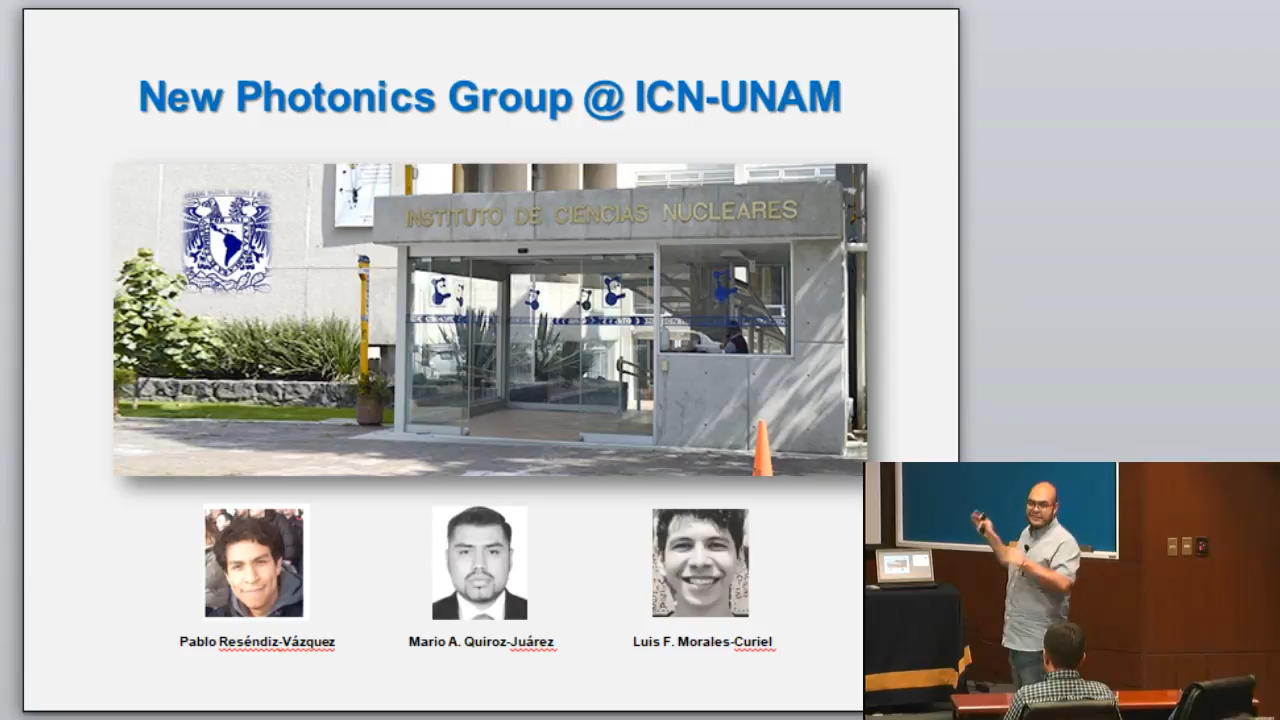 New Photonics Group @ ICN-UNAM
INSTITUTO DE CIENCIAS NUCLEARES
Pablo Reséndiz-Vázquez
Mario A. Quiroz-Juárez
Luis F. Morales-Curiel